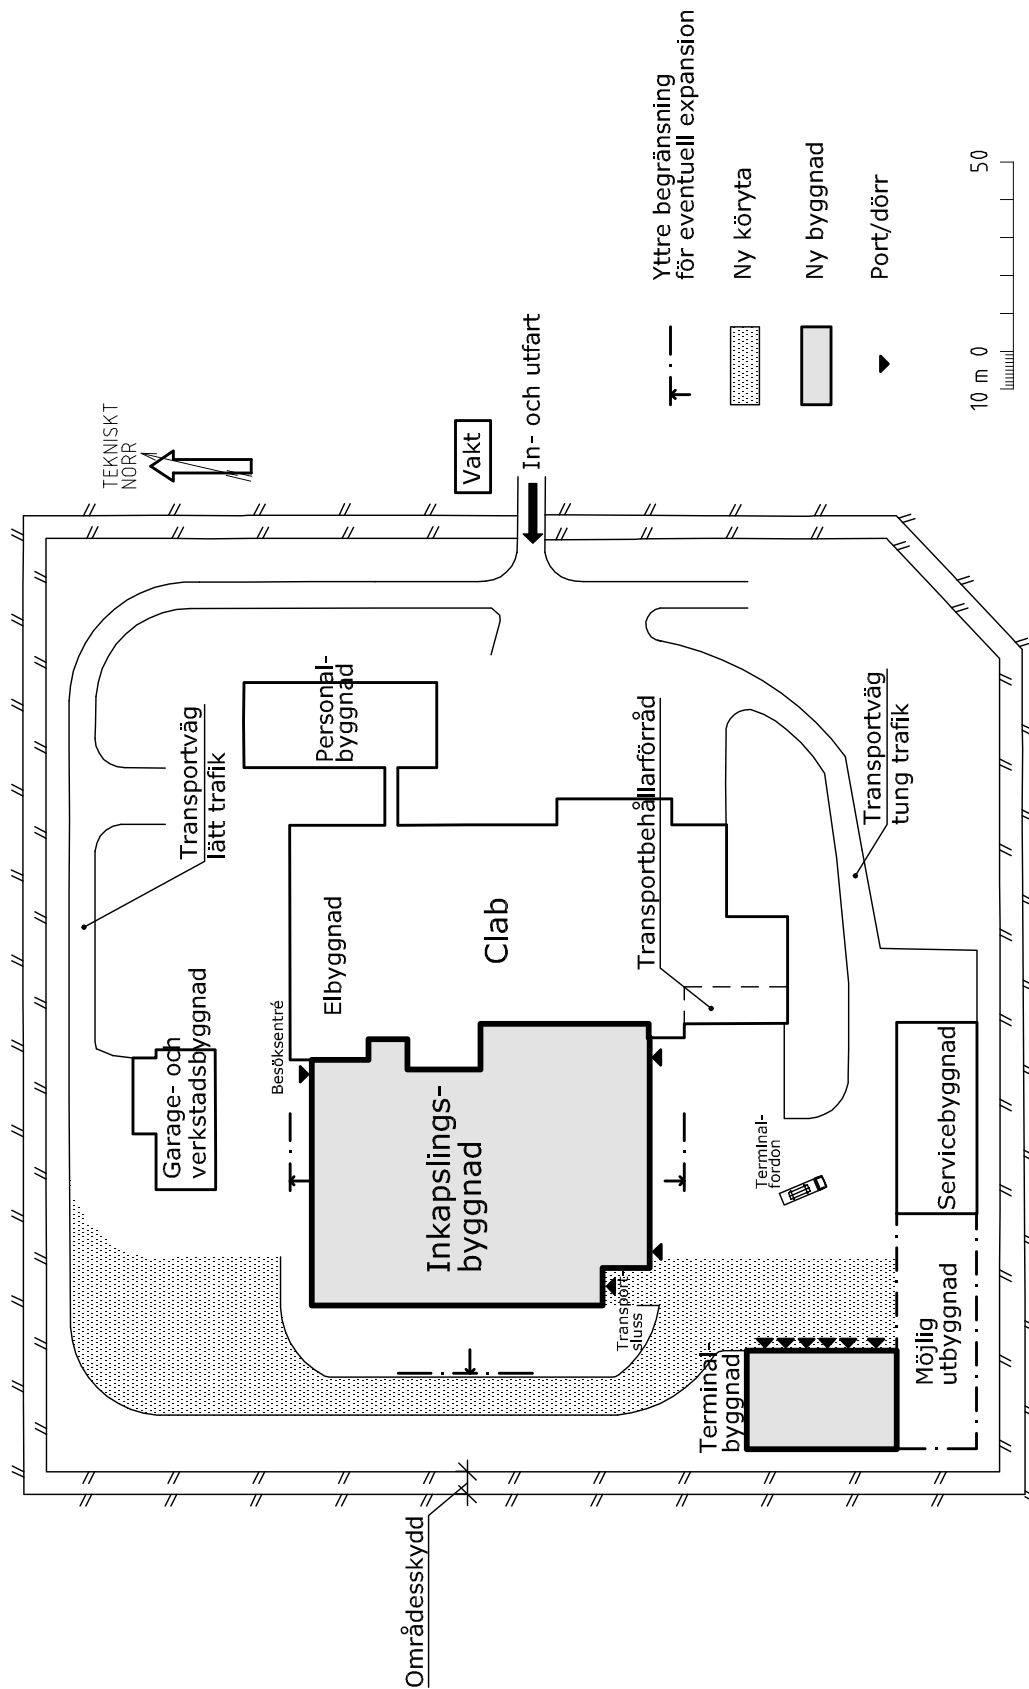 TEKNISKT
NORR
Vakt
In- och utfart
Yttre begränsning
för eventuell expansion
Ny köryta
Ny byggnad
Port/dörr
10 m 0 50
Transportväg
lätt trafik
Personal-
byggnad
Garage- och
verkstadsbyggnad
Besöksentré
Elbyggnad
Clab
Transportbehållarförråd
Transportväg
tung trafik
Inkapslings-
byggnad
Terminal-
fordon
Servicebyggnad
Transport-
sluss
Terminal-
byggnad
Möjlig
utbyggnad
Områdesskydd